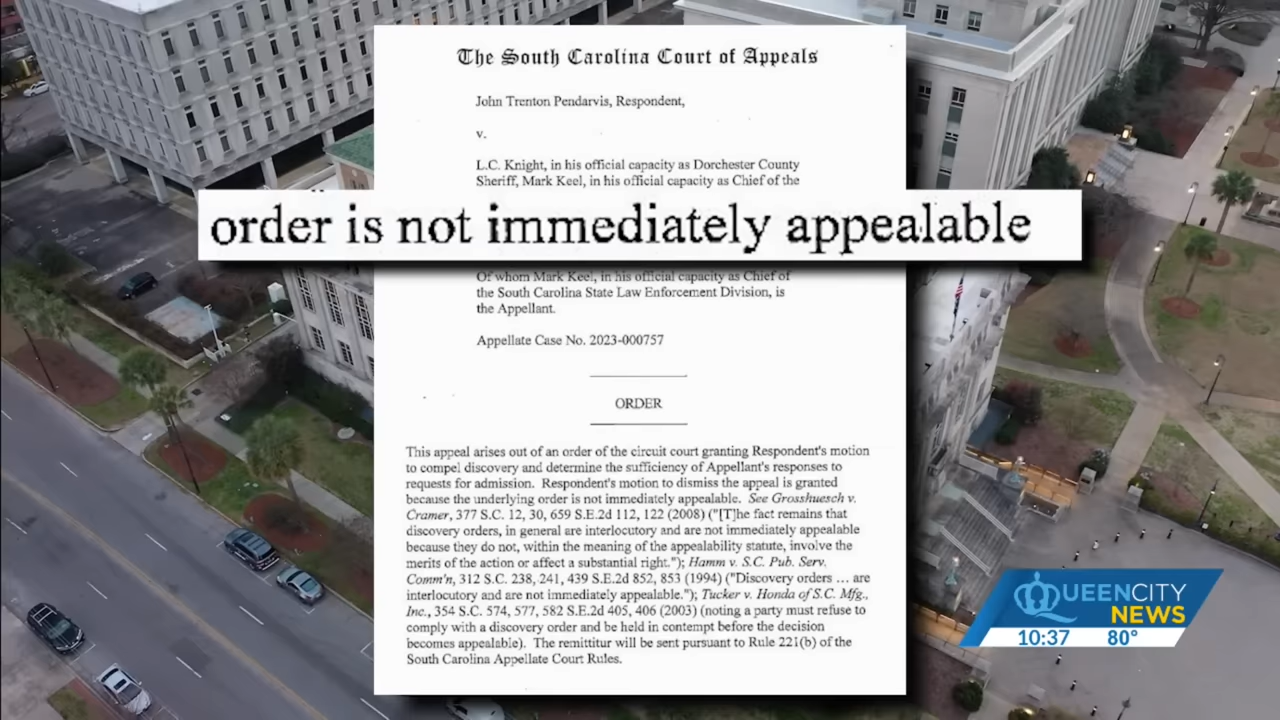 The South Carolina Court of Appeals
John Trenton Pendarvis, Respondent,
v.
L.C. Knight, in his official capacity as Dorchester County
Sheriff, Mark Keel, in his official capacity as Chief of the
order is not immediately appealable
Of whom Mark Keel, in his official capacity as Chief of
the South Carolina State Law Enforcement Division, is
the Appellant.
Appellate Case No. 2023-000757
ORDER
This appeal arises out of an order of the circuit court granting Respondent's motion
to compel discovery and determine the sufficiency of Appellant's responses to
requests for admission. Respondent's motion to dismiss the appeal is granted
because the underlying order is not immediately appealable. See Grosshuesch v.
Cramer, 377 S.C. 12, 30, 659 S.E.2d 112, 122 (2008) ("[T]he fact remains that
discovery orders, in general are interlocutory and are not immediately appealable
because they do not, within the meaning of the appealability statute, involve the
merits of the action or affect a substantial right."); Hamm v. S.C. Pub. Serv.
Comm'n, 312 S.C. 238, 241, 439 S.E.2d 852, 853 (1994) ("Discovery orders ... are
interlocutory and are not immediately appealable."); Tucker v. Honda of S.C. Mfg.,
Inc., 354 S.C. 574, 577, 582 S.E.2d 405, 406 (2003) (noting a party must refuse to
comply with a discovery order and be held in contempt before the decision
becomes appealable). The remittitur will be sent pursuant to Rule 221(b) of the
South Carolina Appellate Court Rules.
QUEEN CITY
NEWS
10:37 80°